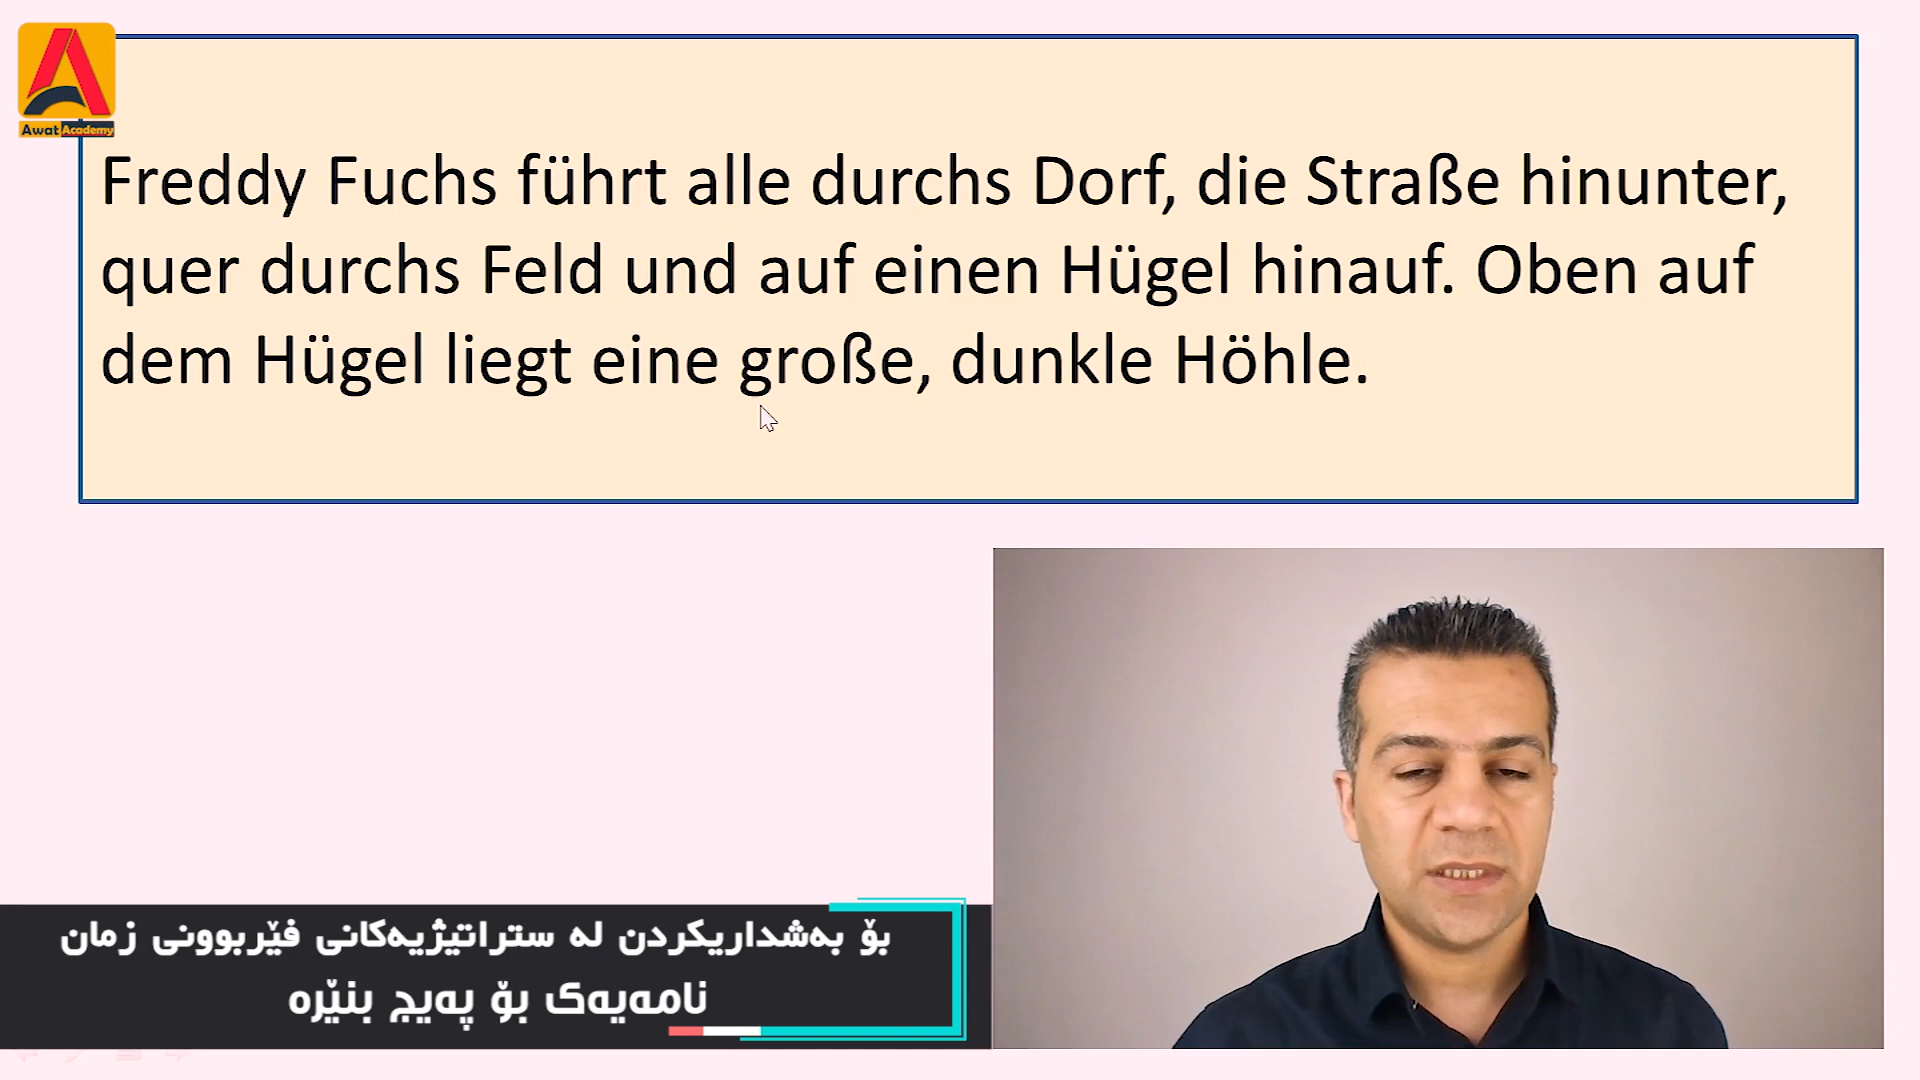 Awat Academy
Freddy Fuchs führt alle durchs Dorf, die Straße hinunter,
quer durchs Feld und auf einen Hügel hinauf. Oben auf
dem Hügel liegt eine große, dunkle Höhle.
بۆ بەشداریکردن لە ستراتیژیەکانی فێربوونی زمان
نامەیەک بۆ پەیج بنێرە